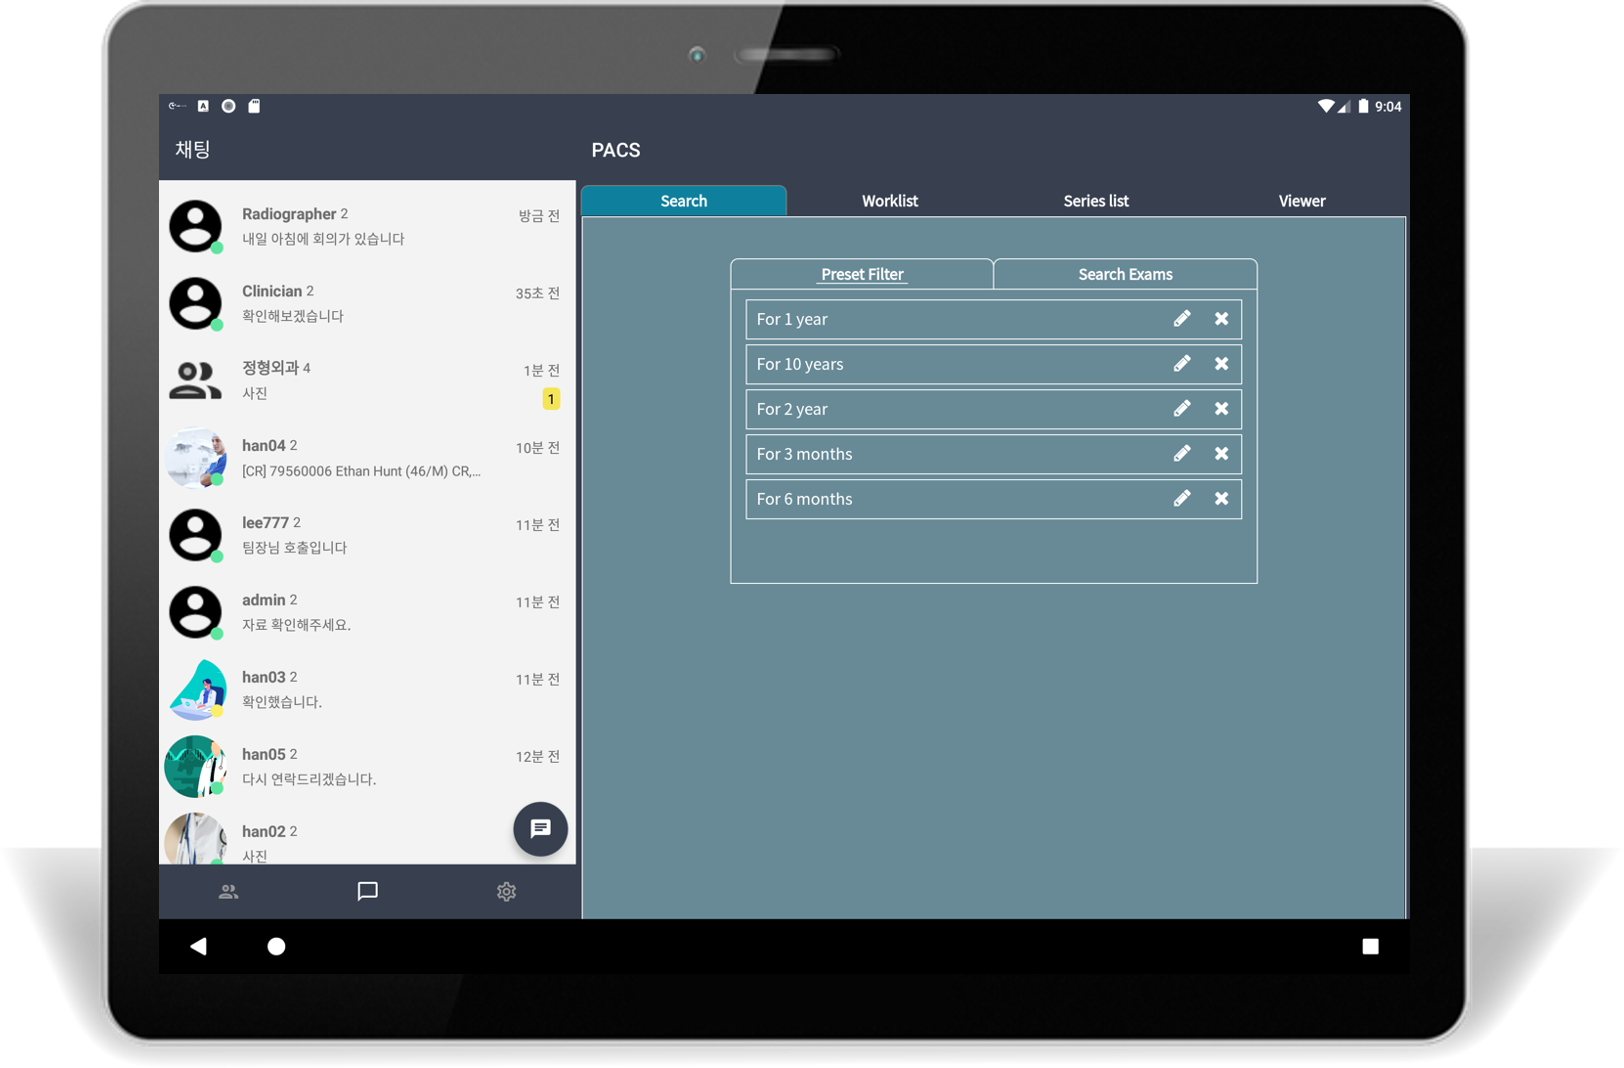 9:04
채팅
PACS
Search
Worklist
Series list
Viewer
Radiographer 2
방금 전
내일 아침에 회의가 있습니다
Clinician 2
35초 전
확인해보겠습니다
정형외과 4
1분 전
사진
1
han04 2
10분 전
[CR] 79560006 Ethan Hunt (46/M) CR,...
lee777 2
11분 전
팀장님 호출입니다
admin 2
11분 전
자료 확인해주세요.
han03 2
11분 전
확인했습니다.
han05 2
12분 전
다시 연락드리겠습니다.
han02 2
사진
Preset Filter
Search Exams
For 1 year
For 10 years
For 2 year
For 3 months
For 6 months